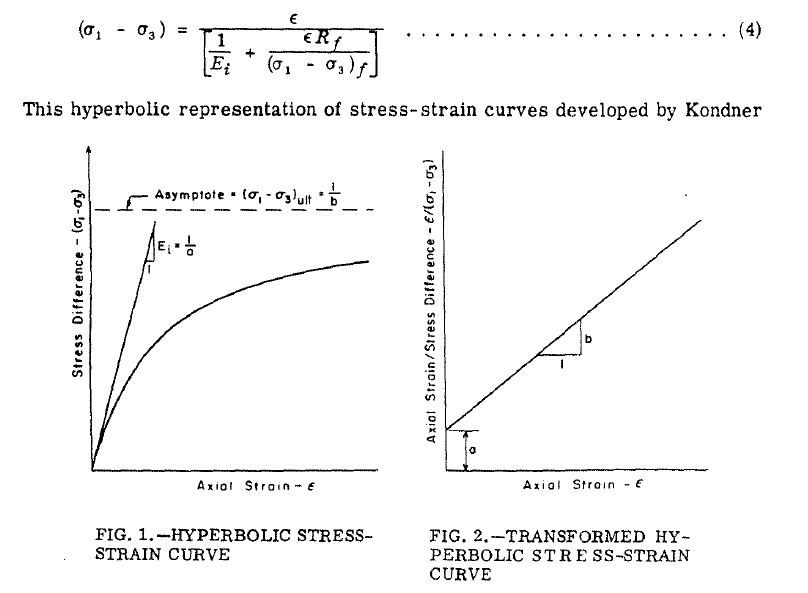 (σ₁ - σ₃) = ϵ / [1/Eᵢ + ϵR_f/(σ₁ - σ₃)_f] . . . . . . . . . . . . . . . . . . . . . . . (4)
This hyperbolic representation of stress-strain curves developed by Kondner
Stress Difference - (σ₁-σ₃)
Asymptote = (σ₁ - σ₃)ult = 1/b
Eᵢ = 1/a
1
Axial Strain - ϵ
FIG. 1.—HYPERBOLIC STRESS-
STRAIN CURVE
Axial Strain/Stress Difference - ϵ/(σ₁-σ₃)
b
1
a
Axial Strain - ϵ
FIG. 2.—TRANSFORMED HY-
PERBOLIC STRESS-STRAIN
CURVE